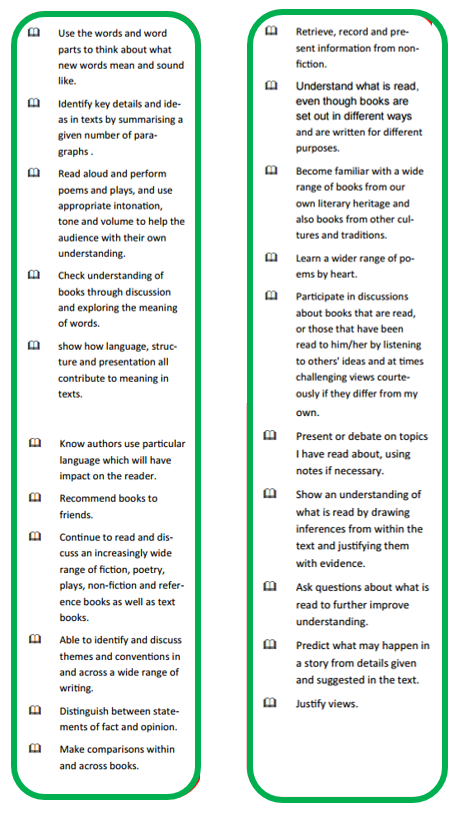 Use the words and word
parts to think about what
new words mean and sound
like.
Identify key details and ide-
as in texts by summarising a
given number of para-
graphs .
Read aloud and perform
poems and plays, and use
appropriate intonation,
tone and volume to help the
audience with their own
understanding.
Check understanding of
books through discussion
and exploring the meaning
of words.
show how language, struc-
ture and presentation all
contribute to meaning in
texts.
Know authors use particular
language which will have
impact on the reader.
Recommend books to
friends.
Continue to read and dis-
cuss an increasingly wide
range of fiction, poetry,
plays, non-fiction and refer-
ence books as well as text
books.
Able to identify and discuss
themes and conventions in
and across a wide range of
writing.
Distinguish between state-
ments of fact and opinion.
Make comparisons within
and across books.
Retrieve, record and pre-
sent information from non-
fiction.
Understand what is read,
even though books are
set out in different ways
and are written for different
purposes.
Become familiar with a wide
range of books from our
own literary heritage and
also books from other cul-
tures and traditions.
Learn a wider range of po-
ems by heart.
Participate in discussions
about books that are read,
or those that have been
read to him/her by listening
to others' ideas and at times
challenging views courte-
ously if they differ from my
own.
Present or debate on topics
I have read about, using
notes if necessary.
Show an understanding of
what is read by drawing
inferences from within the
text and justifying them
with evidence.
Ask questions about what is
read to further improve
understanding.
Predict what may happen in
a story from details given
and suggested in the text.
Justify views.